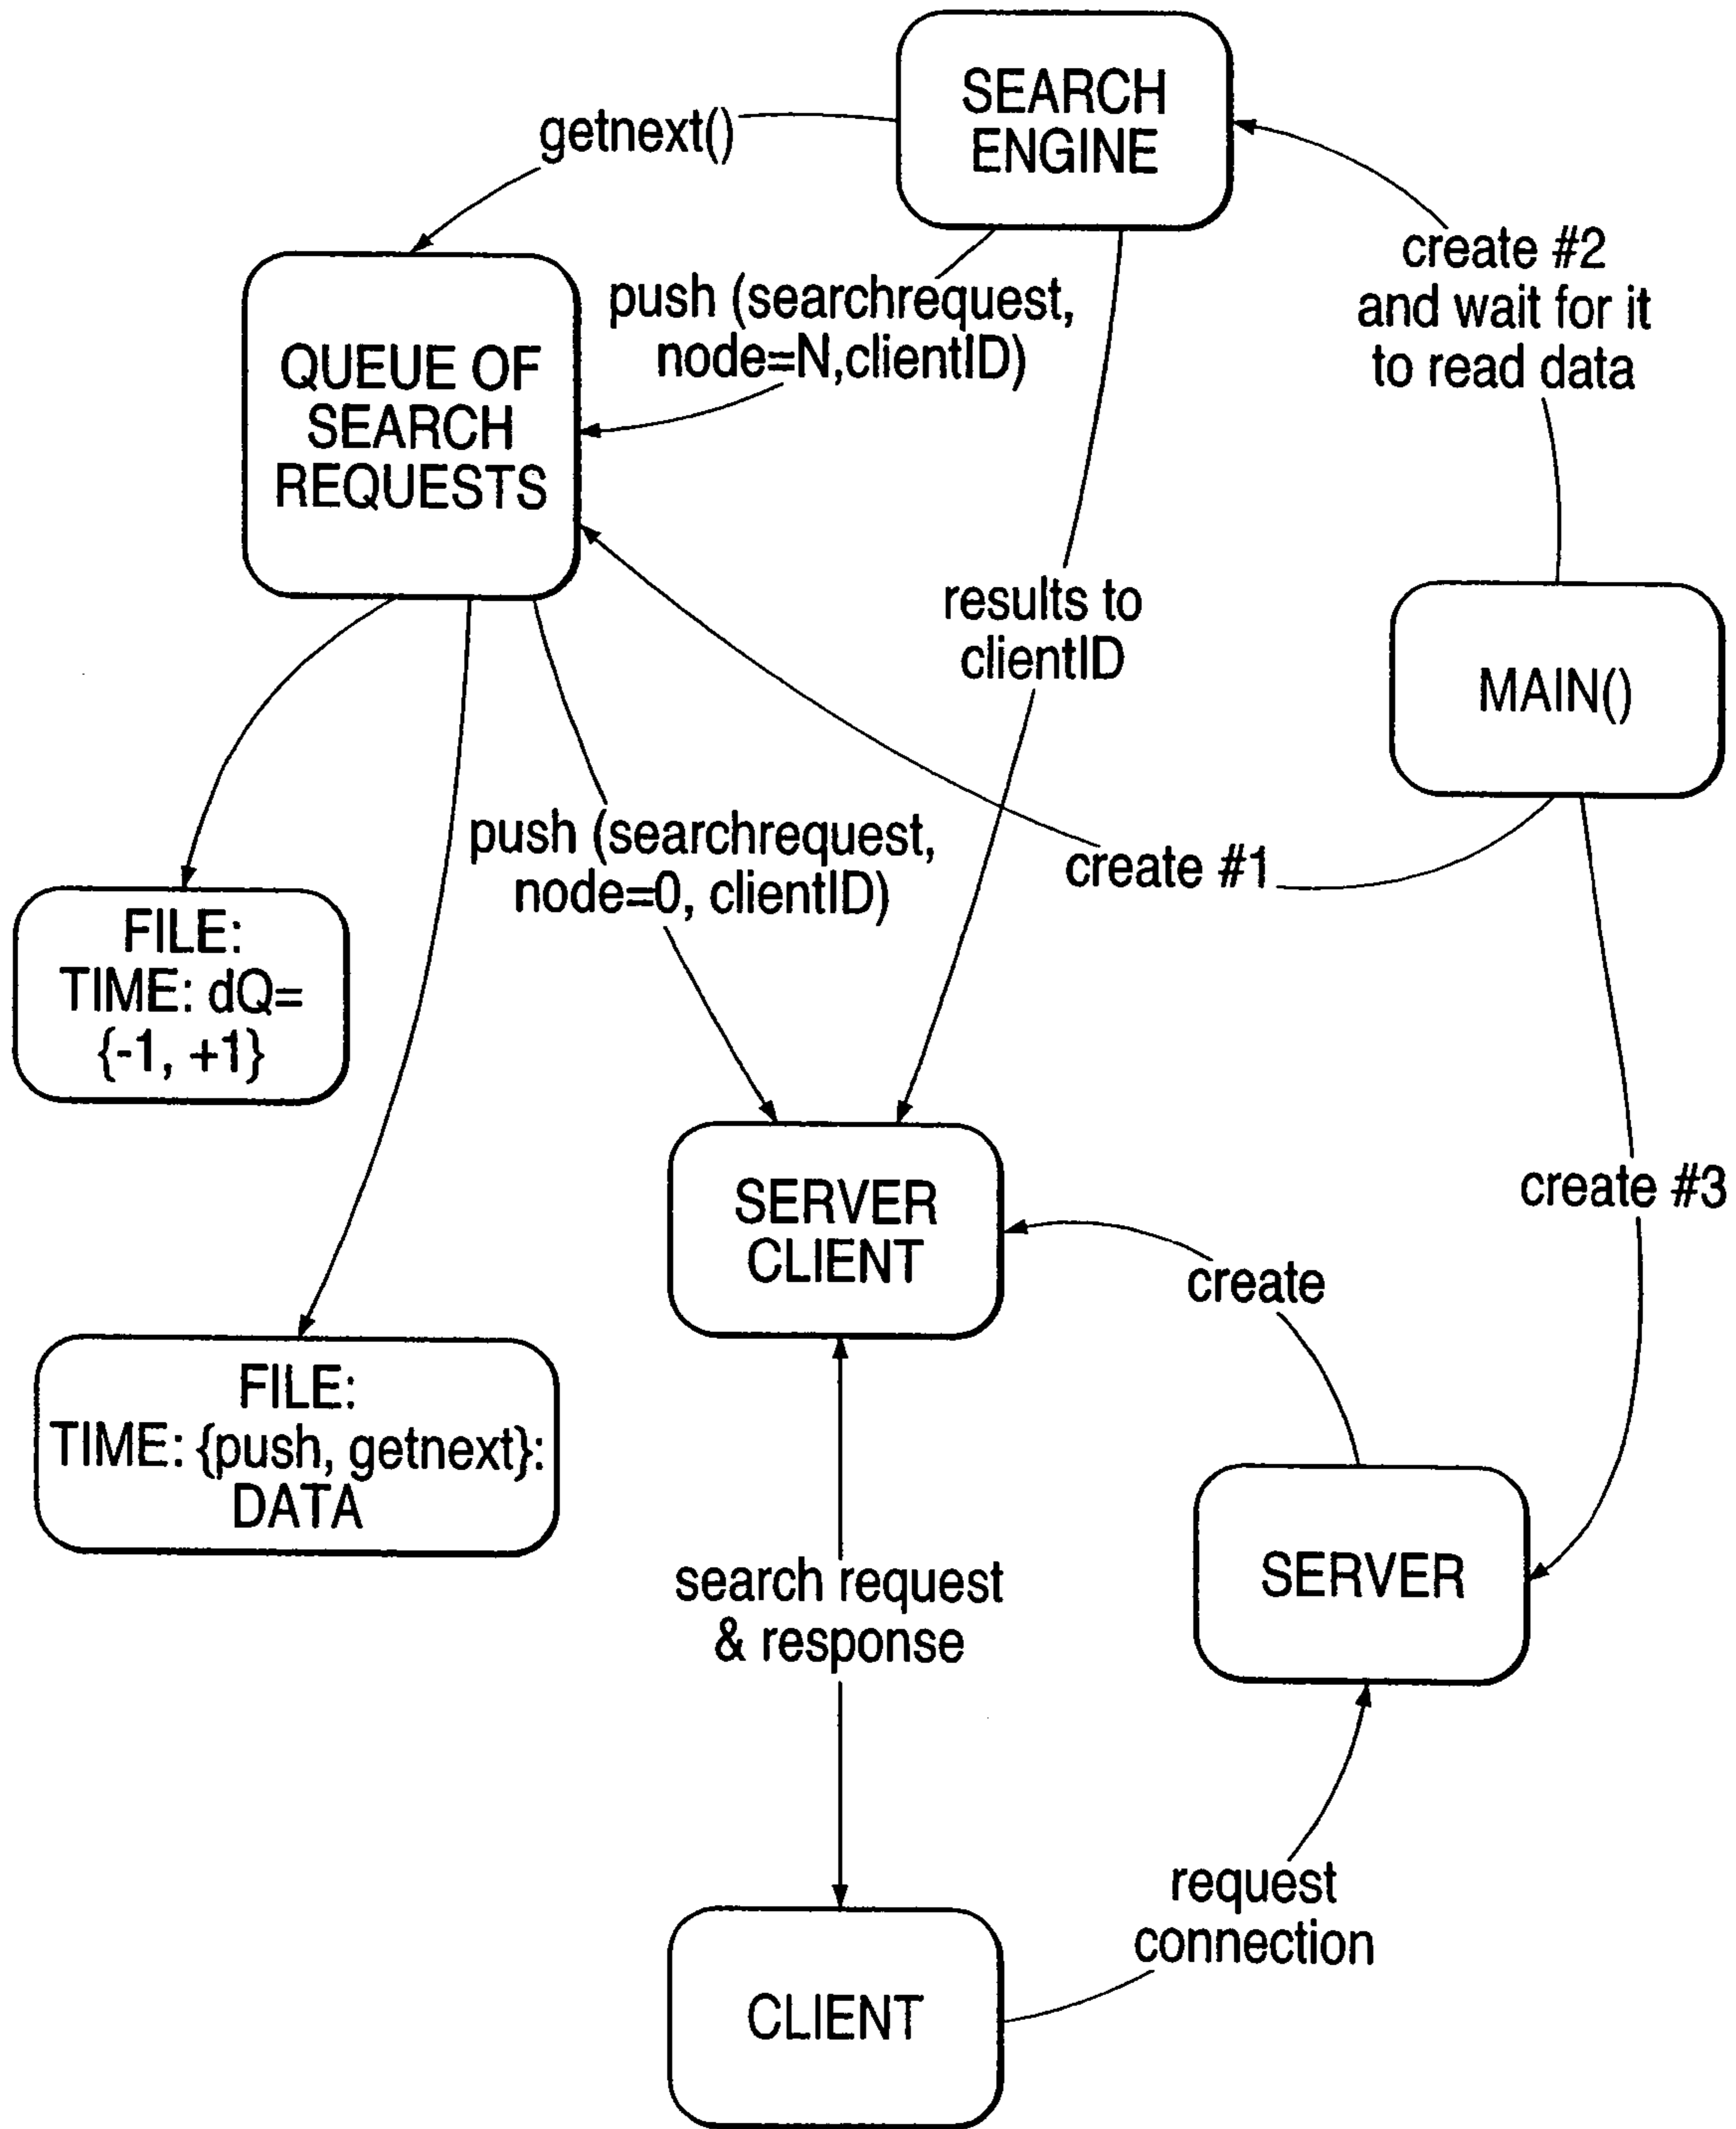 SEARCH
ENGINE
getnext()
create #2
and wait for it
to read data
push (searchrequest,
node=N,clientID)
QUEUE OF
SEARCH
REQUESTS
results to
clientID
MAIN()
push (searchrequest,
node=0, clientID)
create #1
FILE:
TIME: dQ=
{-1, +1}
create #3
SERVER
CLIENT
create
FILE:
TIME: {push, getnext}:
DATA
search request
& response
SERVER
request
connection
CLIENT